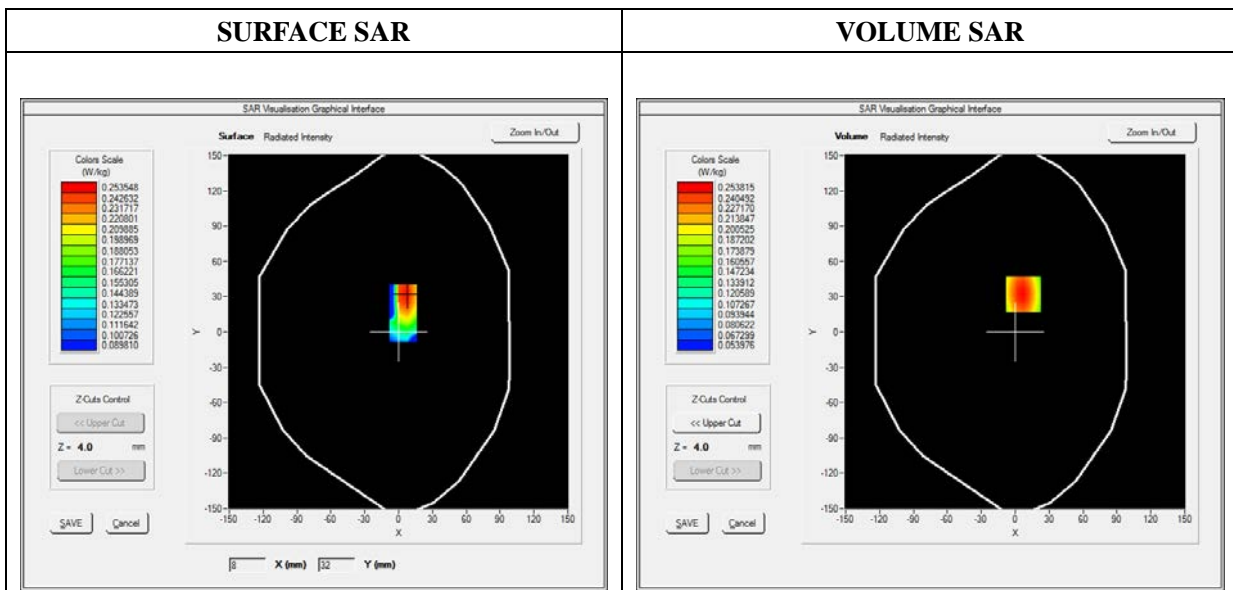 SURFACE SAR
VOLUME SAR
SAR Visualisation Graphical Interface
Surface Radiated Intensity
Zoom In/Out
Colors Scale
(W/kg)
0.253548
0.242632
0.231717
0.220801
0.209885
0.198969
0.188053
0.177137
0.166221
0.155305
0.144389
0.133473
0.122557
0.111642
0.100726
0.089810
Z-Cuts Control
<< Upper Cut
Z = 4.0 mm
Lower Cut >>
SAVE Cancel
150
120
90
60
30
0
-30
-60
-90
-120
-150
Y
-150 -120 -90 -60 -30 0 30 60 90 120 150
X
8 X (mm) 32 Y (mm)
SAR Visualisation Graphical Interface
Volume Radiated Intensity
Zoom In/Out
Colors Scale
(W/kg)
0.253815
0.240492
0.227170
0.213847
0.200525
0.187202
0.173879
0.160557
0.147234
0.133912
0.120589
0.107267
0.093944
0.080622
0.067299
0.053976
Z-Cuts Control
<< Upper Cut
Z = 4.0 mm
Lower Cut >>
SAVE Cancel
150
120
90
60
30
0
-30
-60
-90
-120
-150
Y
-150 -120 -90 -60 -30 0 30 60 90 120 150
X